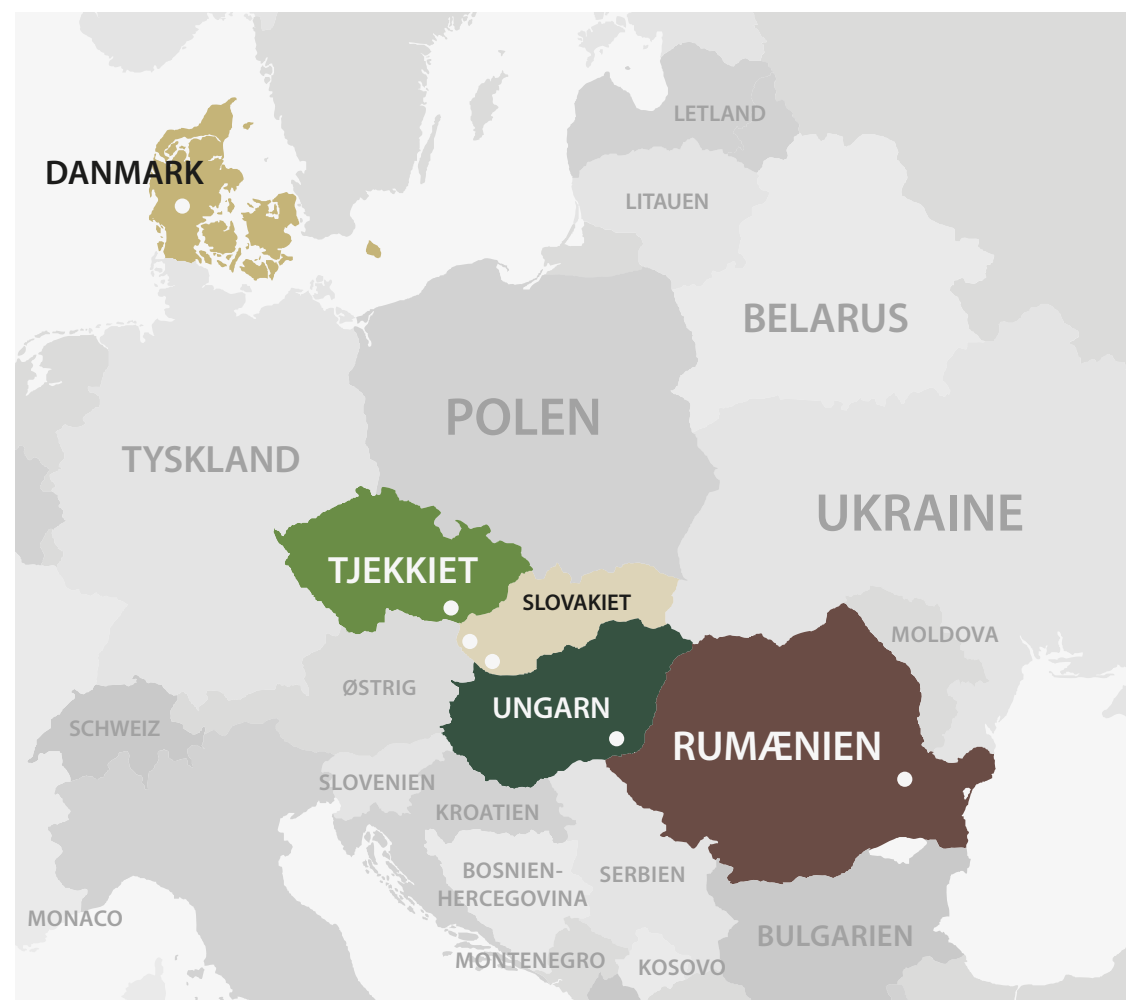 LETLAND
DANMARK
LITAUEN
BELARUS
POLEN
TYSKLAND
UKRAINE
TJEKKIET
SLOVAKIET
MOLDOVA
ØSTRIG
UNGARN
SCHWEIZ
RUMÆNIEN
SLOVENIEN
KROATIEN
BOSNIEN-
HERCEGOVINA
SERBIEN
MONACO
BULGARIEN
MONTENEGRO
KOSOVO